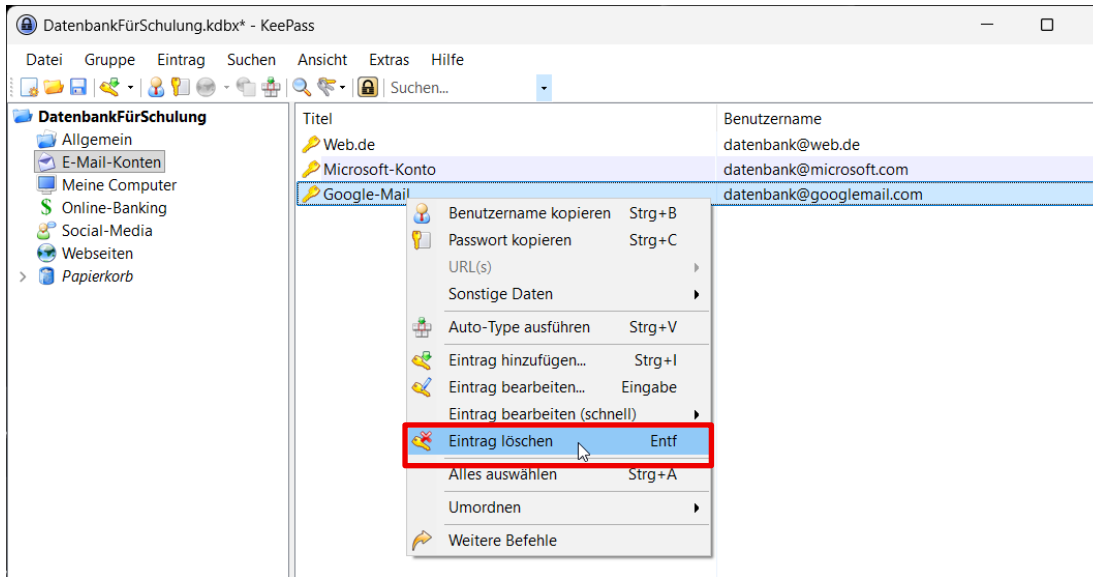 DatenbankFürSchulung.kdbx* - KeePass
Datei Gruppe Eintrag Suchen Ansicht Extras Hilfe
Suchen...
DatenbankFürSchulung
Allgemein
E-Mail-Konten
Meine Computer
Online-Banking
Social-Media
Webseiten
Papierkorb
Titel Benutzername
Web.de datenbank@web.de
Microsoft-Konto datenbank@microsoft.com
Google-Mail datenbank@googlemail.com
Benutzername kopieren Strg+B
Passwort kopieren Strg+C
URL(s)
Sonstige Daten
Auto-Type ausführen Strg+V
Eintrag hinzufügen... Strg+I
Eintrag bearbeiten... Eingabe
Eintrag bearbeiten (schnell)
Eintrag löschen Entf
Alles auswählen Strg+A
Umordnen
Weitere Befehle